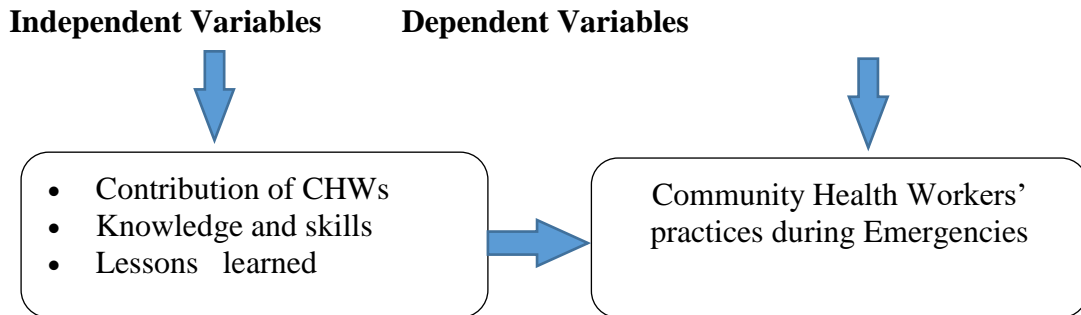 Independent Variables Dependent Variables
• Contribution of CHWs
• Knowledge and skills
• Lessons learned
Community Health Workers’
practices during Emergencies